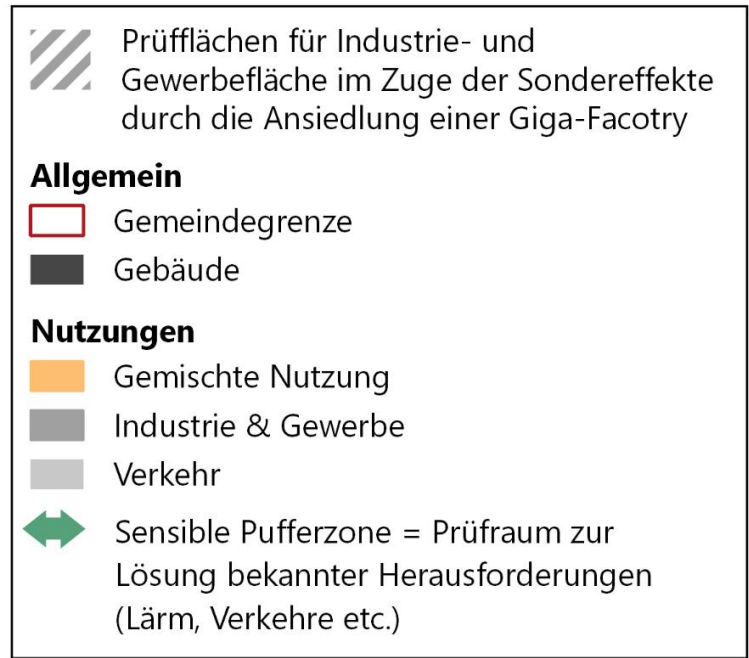 Prüfflächen für Industrie- und
Gewerbefläche im Zuge der Sondereffekte
durch die Ansiedlung einer Giga-Facotry
Allgemein
Gemeindegrenze
Gebäude
Nutzungen
Gemischte Nutzung
Industrie & Gewerbe
Verkehr
Sensible Pufferzone = Prüfraum zur
Lösung bekannter Herausforderungen
(Lärm, Verkehre etc.)